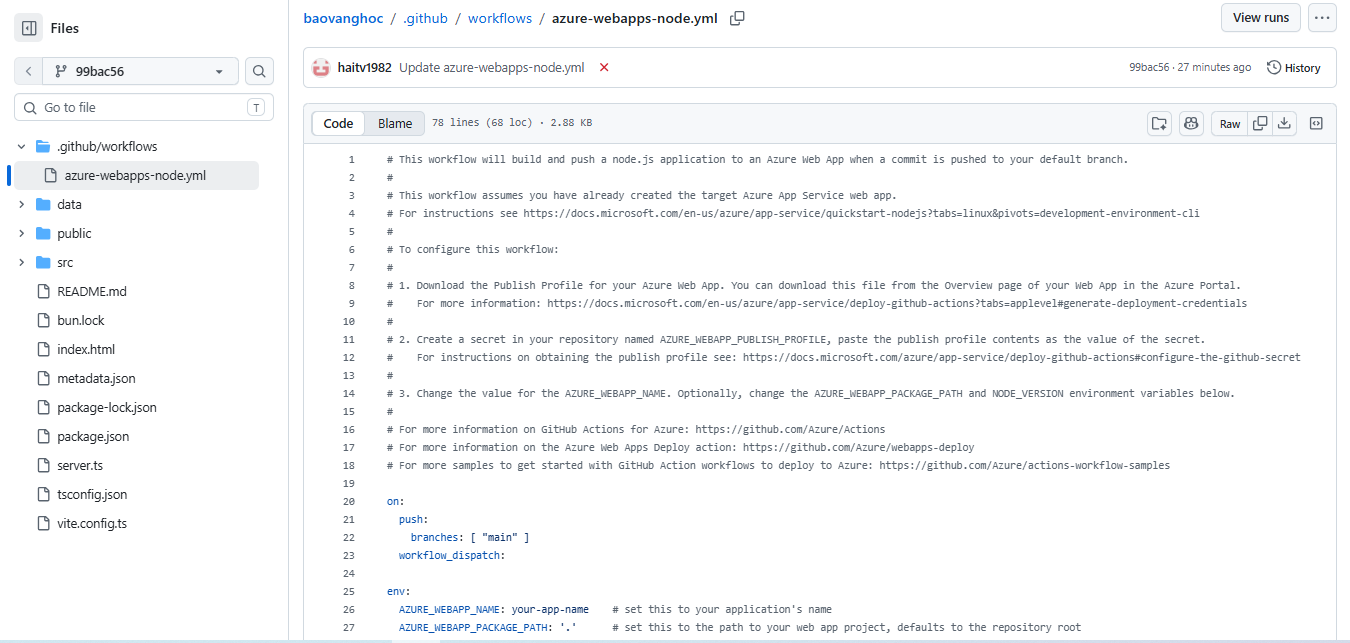 Files
baovanghoc / .github / workflows / azure-webapps-node.yml
View runs
99bac56
haitv1982 Update azure-webapps-node.yml
99bac56 · 27 minutes ago
History
Go to file
T
Code
Blame
78 lines (68 loc) · 2.88 KB
Raw
.github/workflows
azure-webapps-node.yml
data
public
src
README.md
bun.lock
index.html
metadata.json
package-lock.json
package.json
server.ts
tsconfig.json
vite.config.ts
1 # This workflow will build and push a node.js application to an Azure Web App when a commit is pushed to your default branch.
2 #
3 # This workflow assumes you have already created the target Azure App Service web app.
4 # For instructions see https://docs.microsoft.com/en-us/azure/app-service/quickstart-nodejs?tabs=linux&pivots=development-environment-cli
5 #
6 # To configure this workflow:
7 #
8 # 1. Download the Publish Profile for your Azure Web App. You can download this file from the Overview page of your Web App in the Azure Portal.
9 #    For more information: https://docs.microsoft.com/en-us/azure/app-service/deploy-github-actions?tabs=applevel#generate-deployment-credentials
10 #
11 # 2. Create a secret in your repository named AZURE_WEBAPP_PUBLISH_PROFILE, paste the publish profile contents as the value of the secret.
12 #    For instructions on obtaining the publish profile see: https://docs.microsoft.com/azure/app-service/deploy-github-actions#configure-the-github-secret
13 #
14 # 3. Change the value for the AZURE_WEBAPP_NAME. Optionally, change the AZURE_WEBAPP_PACKAGE_PATH and NODE_VERSION environment variables below.
15 #
16 # For more information on GitHub Actions for Azure: https://github.com/Azure/Actions
17 # For more information on the Azure Web Apps Deploy action: https://github.com/Azure/webapps-deploy
18 # For more samples to get started with GitHub Action workflows to deploy to Azure: https://github.com/Azure/actions-workflow-samples
19
20 on:
21   push:
22     branches: [ "main" ]
23   workflow_dispatch:
24
25 env:
26   AZURE_WEBAPP_NAME: your-app-name    # set this to your application's name
27   AZURE_WEBAPP_PACKAGE_PATH: '.'      # set this to the path to your web app project, defaults to the repository root